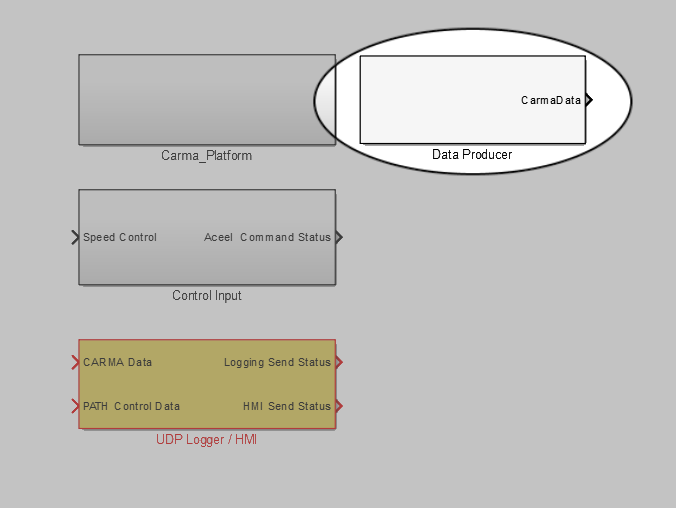 CarmaData
Carma_Platform
Data Producer
Speed Control
Aceel Command Status
Control Input
CARMA Data
Logging Send Status
PATH Control Data
HMI Send Status
UDP Logger / HMI